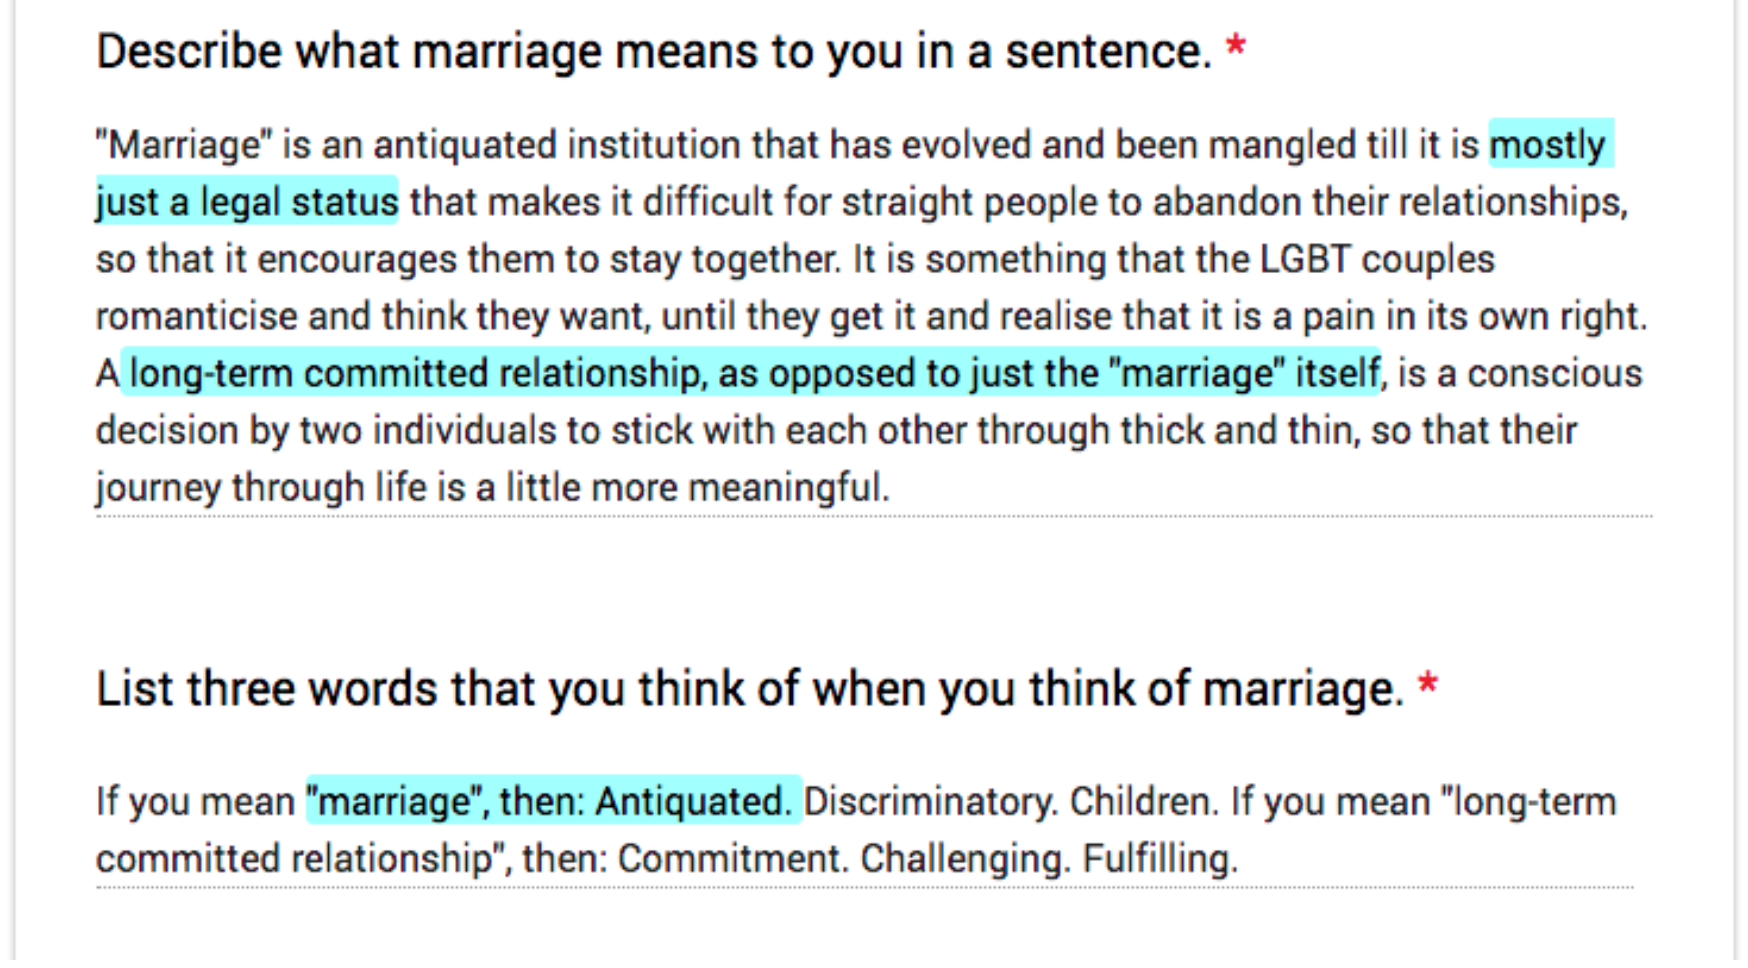 Describe what marriage means to you in a sentence. *
"Marriage" is an antiquated institution that has evolved and been mangled till it is mostly
just a legal status that makes it difficult for straight people to abandon their relationships,
so that it encourages them to stay together. It is something that the LGBT couples
romanticise and think they want, until they get it and realise that it is a pain in its own right.
A long-term committed relationship, as opposed to just the "marriage" itself, is a conscious
decision by two individuals to stick with each other through thick and thin, so that their
journey through life is a little more meaningful.
List three words that you think of when you think of marriage. *
If you mean "marriage", then: Antiquated. Discriminatory. Children. If you mean "long-term
committed relationship", then: Commitment. Challenging. Fulfilling.